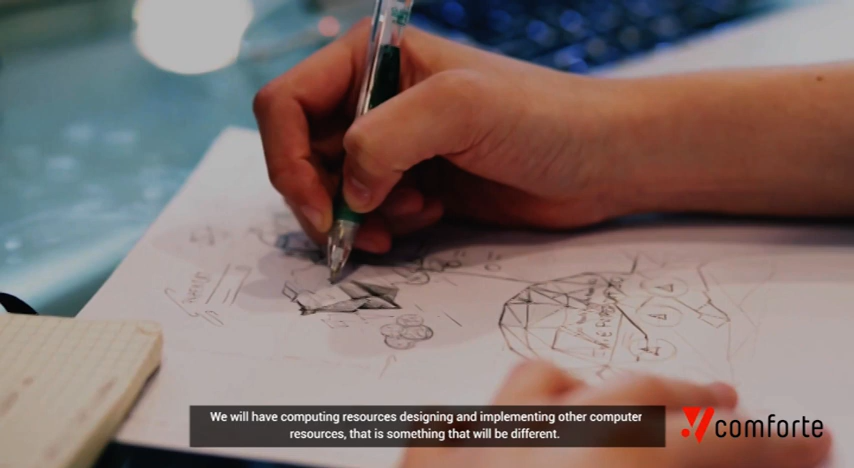 We will have computing resources designing and implementing other computer
resources, that is something that will be different.
comforte